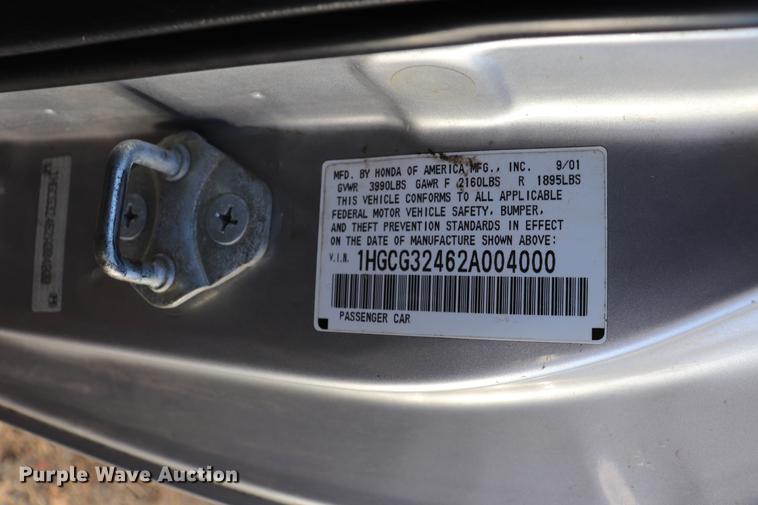 MFD. BY HONDA OF AMERICA MFG., INC. 9/01
GVWR 3990LBS GAWR F 2160LBS R 1895LBS
THIS VEHICLE CONFORMS TO ALL APPLICABLE
FEDERAL MOTOR VEHICLE SAFETY, BUMPER,
AND THEFT PREVENTION STANDARDS IN EFFECT
ON THE DATE OF MANUFACTURE SHOWN ABOVE:
V.I.N. 1HGCG32462A004000
PASSENGER CAR
Purple Wave Auction